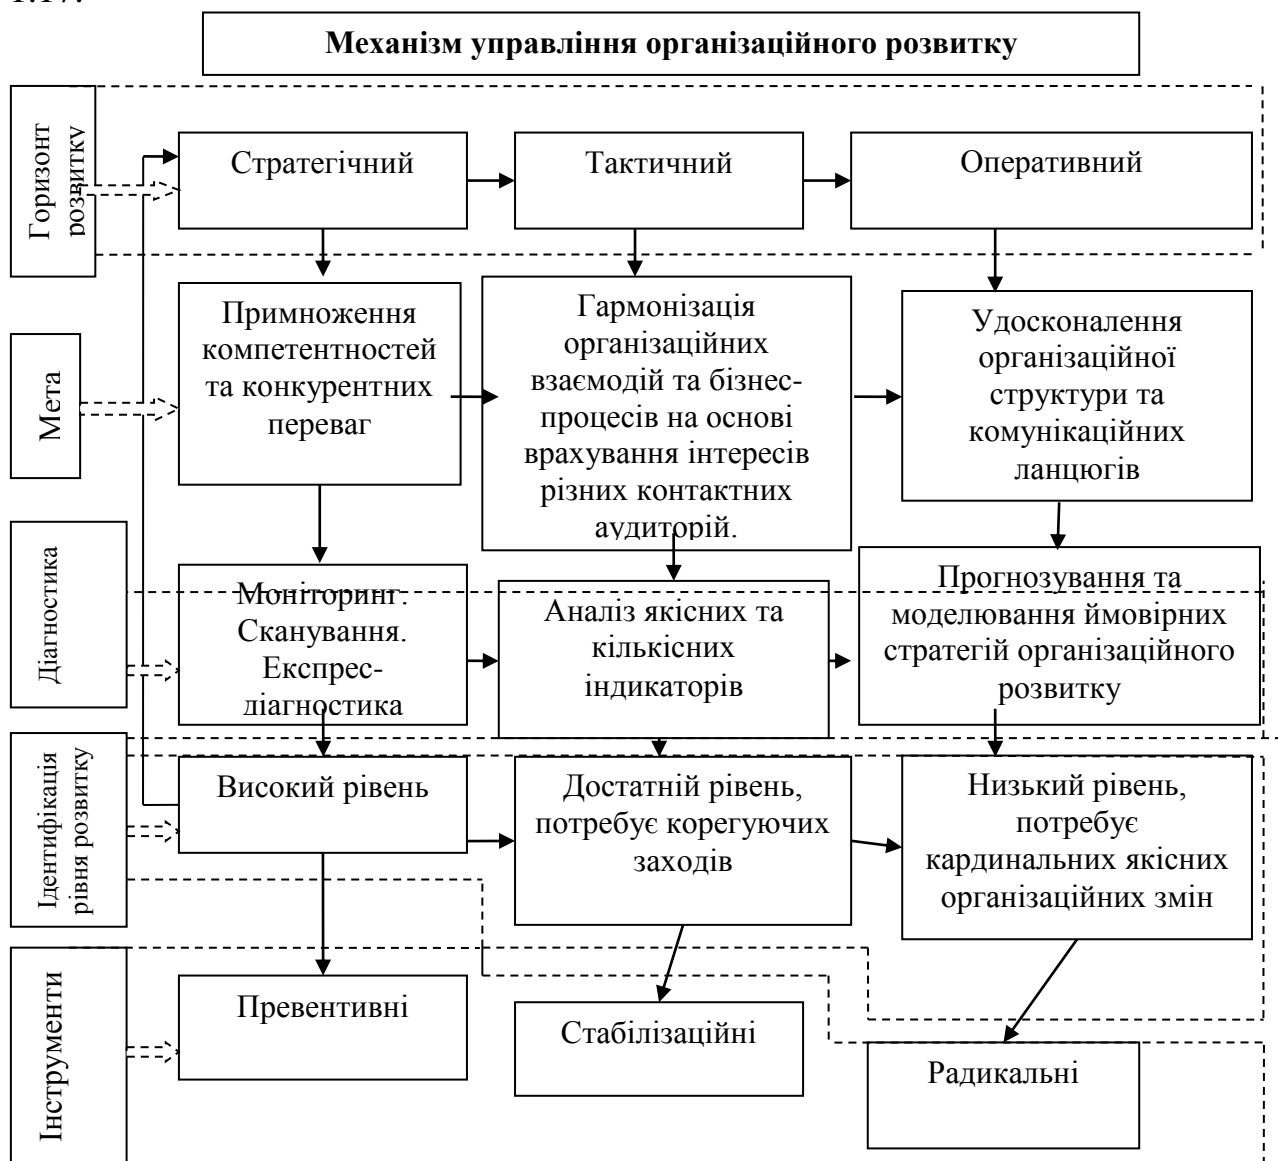 1.17.
Механізм управління організаційного розвитку
Горизонт
розвитку
Стратегічний
Тактичний
Оперативний
Мета
Примноження
компетентностей
та конкурентних
переваг
Гармонізація
організаційних
взаємодій та бізнес-
процесів на основі
врахування інтересів
різних контактних
аудиторій.
Удосконалення
організаційної
структури та
комунікаційних
ланцюгів
Діагностика
Моніторинг.
Сканування.
Експрес-
діагностика
Аналіз якісних та
кількісних
індикаторів
Прогнозування та
моделювання ймовірних
стратегій організаційного
розвитку
Ідентифікація
рівня розвитку
Високий рівень
Достатній рівень,
потребує корегуючих
заходів
Низький рівень,
потребує
кардинальних якісних
організаційних змін
Інструменти
Превентивні
Стабілізаційні
Радикальні